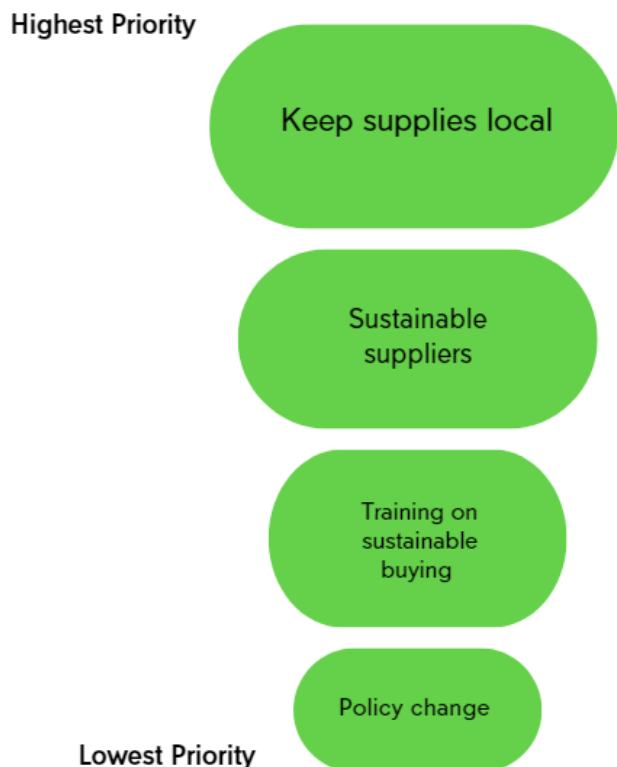 Highest Priority
Keep supplies local
Sustainable
suppliers
Training on
sustainable
buying
Policy change
Lowest Priority